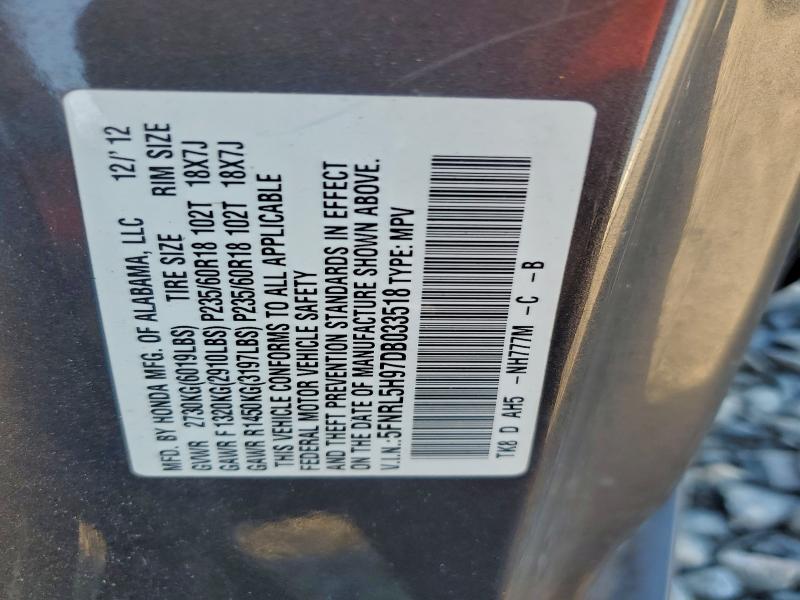 MFD. BY HONDA MFG. OF ALABAMA, LLC 12/'12
GVWR 2730KG(6019LBS) TIRE SIZE RIM SIZE
GAWR F 1320KG(2910LBS) P235/60R18 102T 18X7J
GAWR R 1450KG(3197LBS) P235/60R18 102T 18X7J
THIS VEHICLE CONFORMS TO ALL APPLICABLE
FEDERAL MOTOR VEHICLE SAFETY
AND THEFT PREVENTION STANDARDS IN EFFECT
ON THE DATE OF MANUFACTURE SHOWN ABOVE.
V.I.N.:5FNRL5H97DB033518 TYPE: MPV
TK8 D AH5 -NH777M -C -B